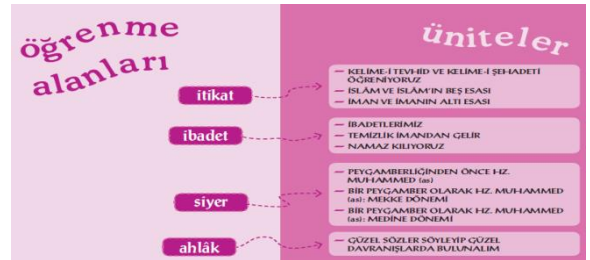 öğrenme
alanları
üniteler
itikat
— KELİME-İ TEVHİD VE KELİME-İ ŞEHADETİ
ÖĞRENİYORUZ
— İSLÂM VE İSLÂM'IN BEŞ ESASI
— İMAN VE İMANIN ALTI ESASI
ibadet
— İBADETLERİMİZ
— TEMİZLİK İMANDAN GELİR
— NAMAZ KILIYORUZ
siyer
— PEYGAMBERLİĞİNDEN ÖNCE HZ.
MUHAMMED (as)
— BİR PEYGAMBER OLARAK HZ. MUHAMMED
(as): MEKKE DÖNEMİ
— BİR PEYGAMBER OLARAK HZ. MUHAMMED
(as): MEDİNE DÖNEMİ
ahlâk
— GÜZEL SÖZLER SÖYLEYİP GÜZEL
DAVRANIŞLARDA BULUNALIM